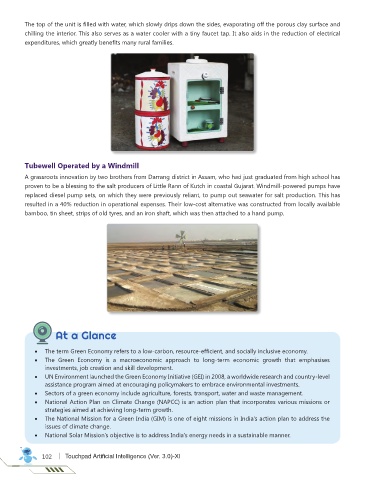 The top of the unit is filled with water, which slowly drips down the sides, evaporating off the porous clay surface and
chilling the interior. This also serves as a water cooler with a tiny faucet tap. It also aids in the reduction of electrical
expenditures, which greatly benefits many rural families.
Tubewell Operated by a Windmill
A grassroots innovation by two brothers from Darrang district in Assam, who had just graduated from high school has
proven to be a blessing to the salt producers of Little Rann of Kutch in coastal Gujarat. Windmill-powered pumps have
replaced diesel pump sets, on which they were previously reliant, to pump out seawater for salt production. This has
resulted in a 40% reduction in operational expenses. Their low-cost alternative was constructed from locally available
bamboo, tin sheet, strips of old tyres, and an iron shaft, which was then attached to a hand pump.
At a Glance
• The term Green Economy refers to a low-carbon, resource-efficient, and socially inclusive economy.
• The Green Economy is a macroeconomic approach to long-term economic growth that emphasises
investments, job creation and skill development.
• UN Environment launched the Green Economy Initiative (GEI) in 2008, a worldwide research and country-level
assistance program aimed at encouraging policymakers to embrace environmental investments.
• Sectors of a green economy include agriculture, forests, transport, water and waste management.
• National Action Plan on Climate Change (NAPCC) is an action plan that incorporates various missions or
strategies aimed at achieving long-term growth.
• The National Mission for a Green India (GIM) is one of eight missions in India's action plan to address the
issues of climate change.
• National Solar Mission's objective is to address India's energy needs in a sustainable manner.
102 Touchpad Artificial Intelligence (Ver. 3.0)-XI